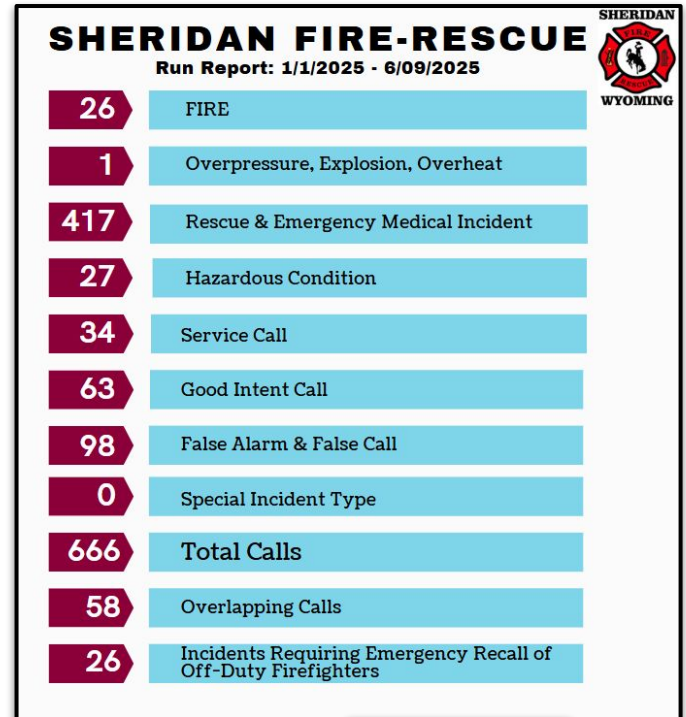 SHERIDAN FIRE-RESCUE
Run Report: 1/1/2025 - 6/09/2025
SHERIDAN
FIRE
RESCUE
WYOMING
26 FIRE
1 Overpressure, Explosion, Overheat
417 Rescue & Emergency Medical Incident
27 Hazardous Condition
34 Service Call
63 Good Intent Call
98 False Alarm & False Call
0 Special Incident Type
666 Total Calls
58 Overlapping Calls
26 Incidents Requiring Emergency Recall of
Off-Duty Firefighters